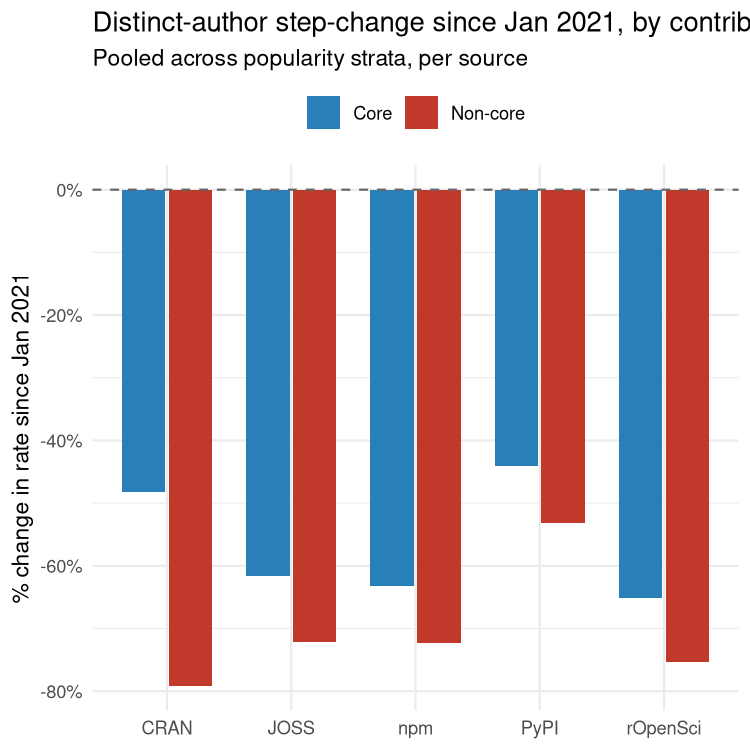 Distinct-author step-change since Jan 2021, by contrib
Pooled across popularity strata, per source
Core
Non-core
% change in rate since Jan 2021
0%
-20%
-40%
-60%
-80%
CRAN
JOSS
npm
PyPI
rOpenSci